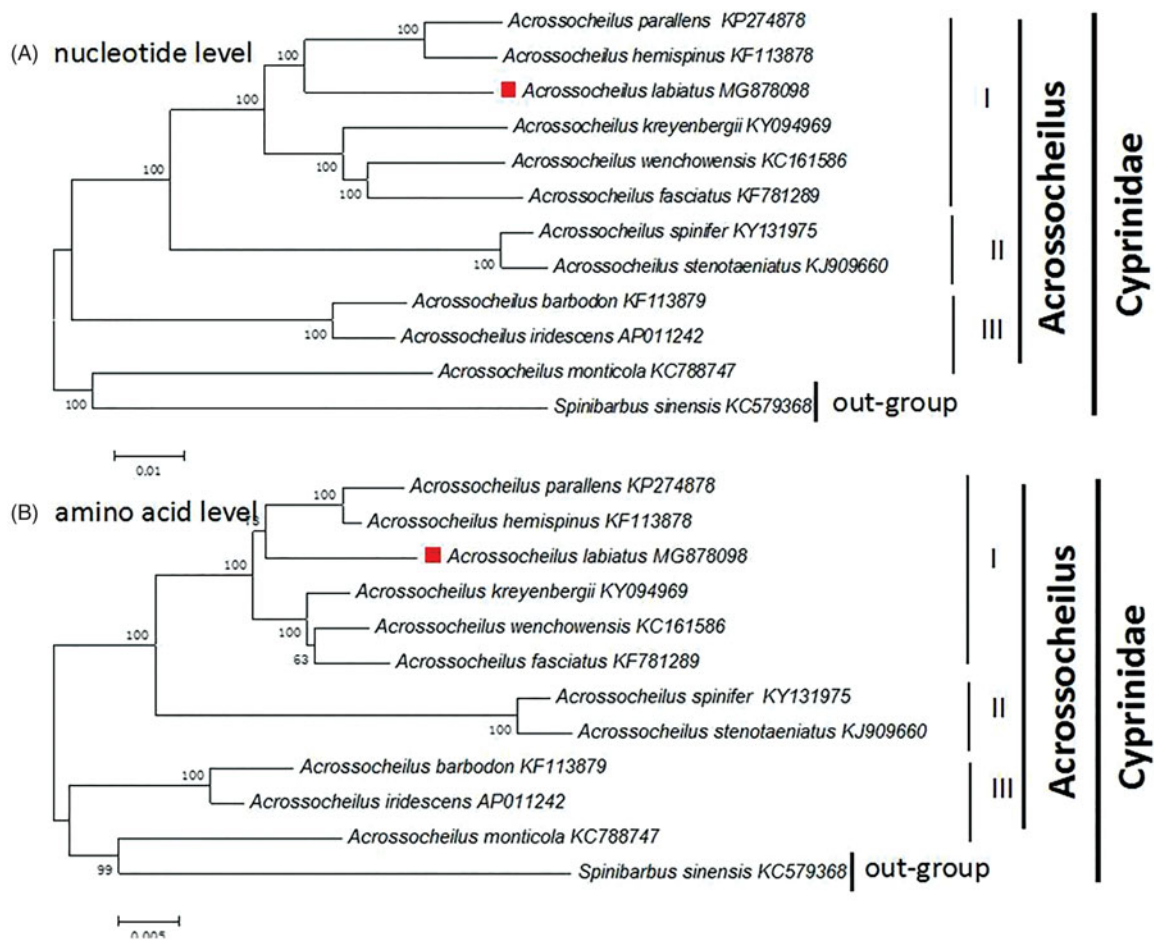 (A) nucleotide level
Acrossocheilus parallens KP274878
100
100
Acrossocheilus hemispinus KF113878
100
Acrossocheilus labiatus MG878098
I
Acrossocheilus kreyenbergii KY094969
100
100
Acrossocheilus wenchowensis KC161586
100
Acrossocheilus fasciatus KF781289
Acrossocheilus spinifer KY131975
II
100
Acrossocheilus stenotaeniatus KJ909660
Acrossocheilus barbodon KF113879
III
100
Acrossocheilus iridescens AP011242
Acrossocheilus monticola KC788747
100
Spinibarbus sinensis KC579368
out-group
Acrossocheilus
Cyprinidae
0.01
(B) amino acid level
Acrossocheilus parallens KP274878
100
Acrossocheilus hemispinus KF113878
Acrossocheilus labiatus MG878098
I
100
Acrossocheilus kreyenbergii KY094969
100
Acrossocheilus wenchowensis KC161586
100
63
Acrossocheilus fasciatus KF781289
Acrossocheilus spinifer KY131975
II
100
Acrossocheilus stenotaeniatus KJ909660
Acrossocheilus barbodon KF113879
100
III
Acrossocheilus iridescens AP011242
Acrossocheilus monticola KC788747
99
Spinibarbus sinensis KC579368
out-group
Acrossocheilus
Cyprinidae
0.005